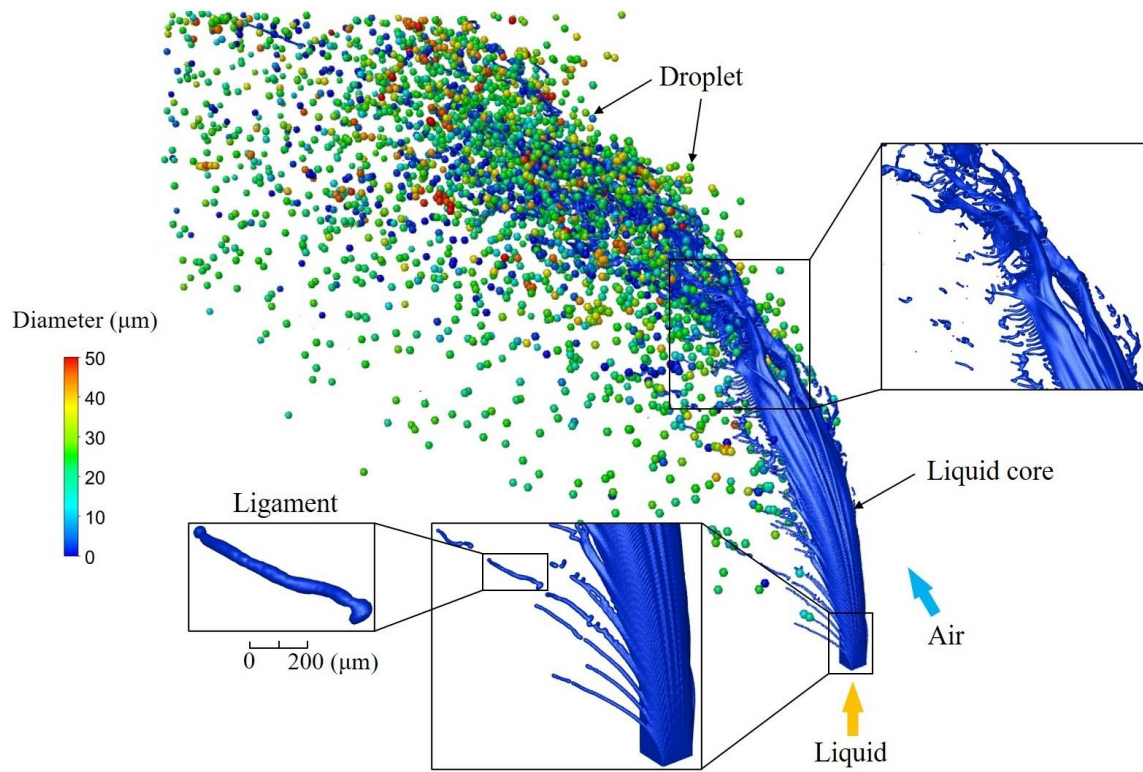 Droplet
Diameter (μm)
50
40
30
20
10
0
Liquid core
Ligament
0 200 (μm)
Air
Liquid